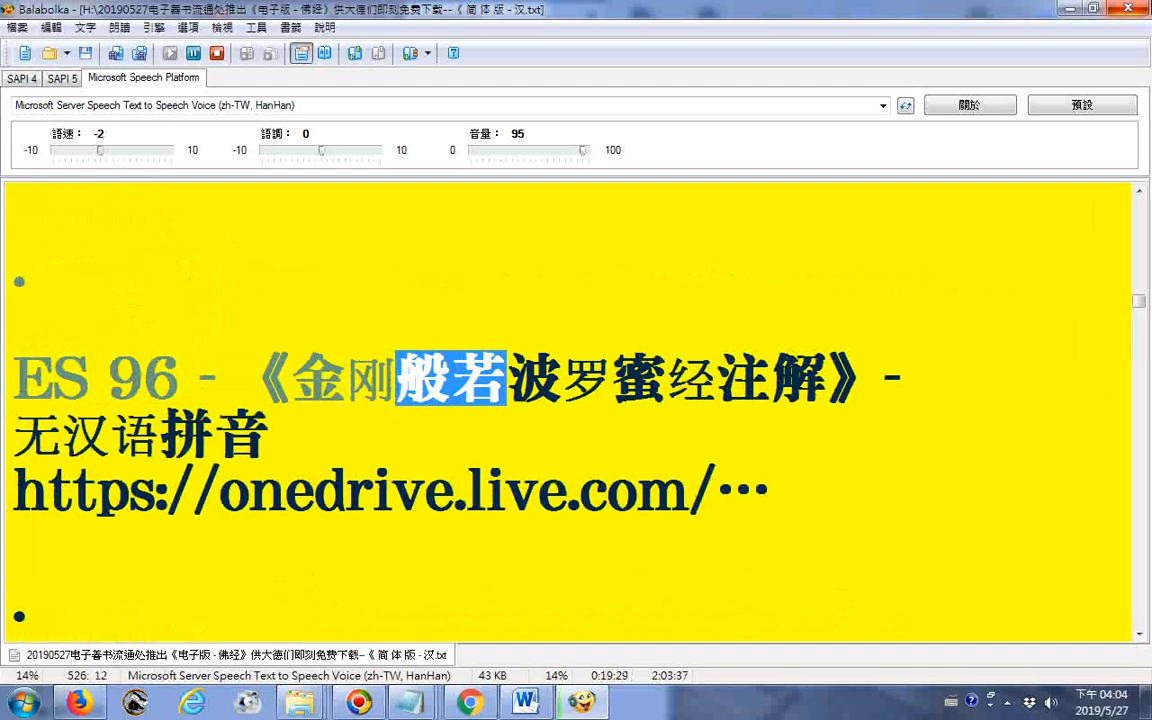 Balabolka - [H:\20190527电子善书流通处推出《电子版 - 佛经》供大德们即刻免费下载--《 简 体 版 - 汉.txt]
檔案 編輯 文字 朗讀 引擎 選項 檢視 工具 書籤 說明
SAPI 4 SAPI 5 Microsoft Speech Platform
Microsoft Server Speech Text to Speech Voice (zh-TW, HanHan) 關於 預設
語速： -2 語調： 0 音量： 95
-10 10 -10 10 0 100
•
ES 96 - 《金刚般若波罗蜜经注解》-
无汉语拼音
https://onedrive.live.com/…
•
20190527电子善书流通处推出《电子版 - 佛经》供大德们即刻免费下载--《 简 体 版 - 汉.txt
14% 526: 12 Microsoft Server Speech Text to Speech Voice (zh-TW, HanHan) 43 KB 14% 0:19:29 2:03:37
下午 04:04
2019/5/27